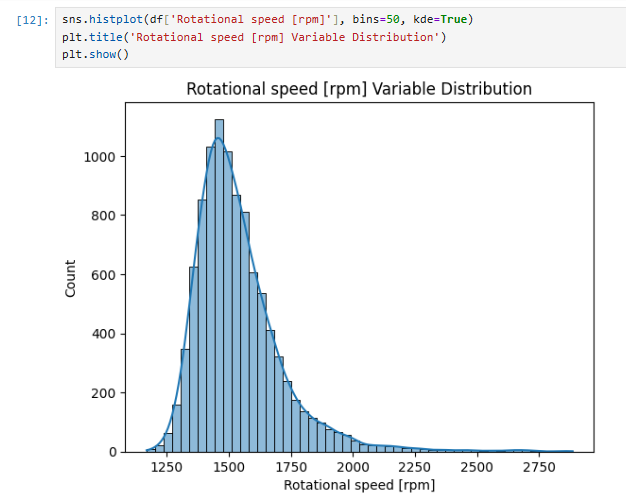 [12]: sns.histplot(df['Rotational speed [rpm]'], bins=50, kde=True)
plt.title('Rotational speed [rpm] Variable Distribution')
plt.show()
Rotational speed [rpm] Variable Distribution
1000
800
600
400
200
0
Count
1250 1500 1750 2000 2250 2500 2750
Rotational speed [rpm]